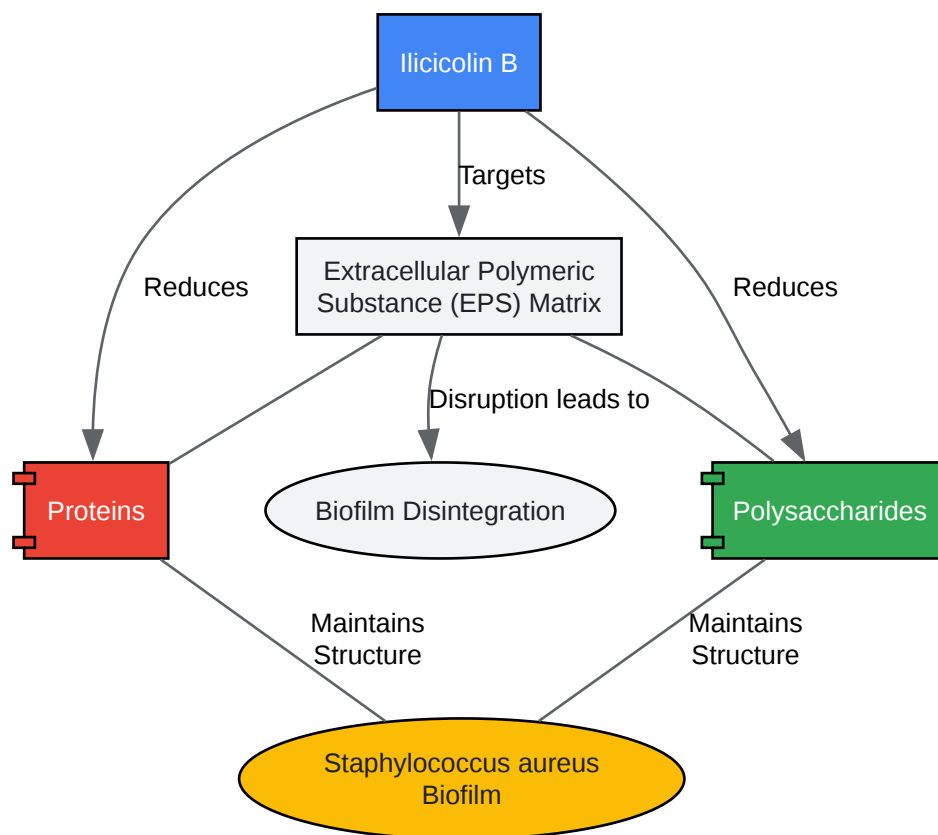 Ilicicolin B
Targets
Extracellular Polymeric
Substance (EPS) Matrix
Reduces
Reduces
Disruption leads to
Proteins
Biofilm Disintegration
Polysaccharides
Maintains
Structure
Maintains
Structure
Staphylococcus aureus
Biofilm